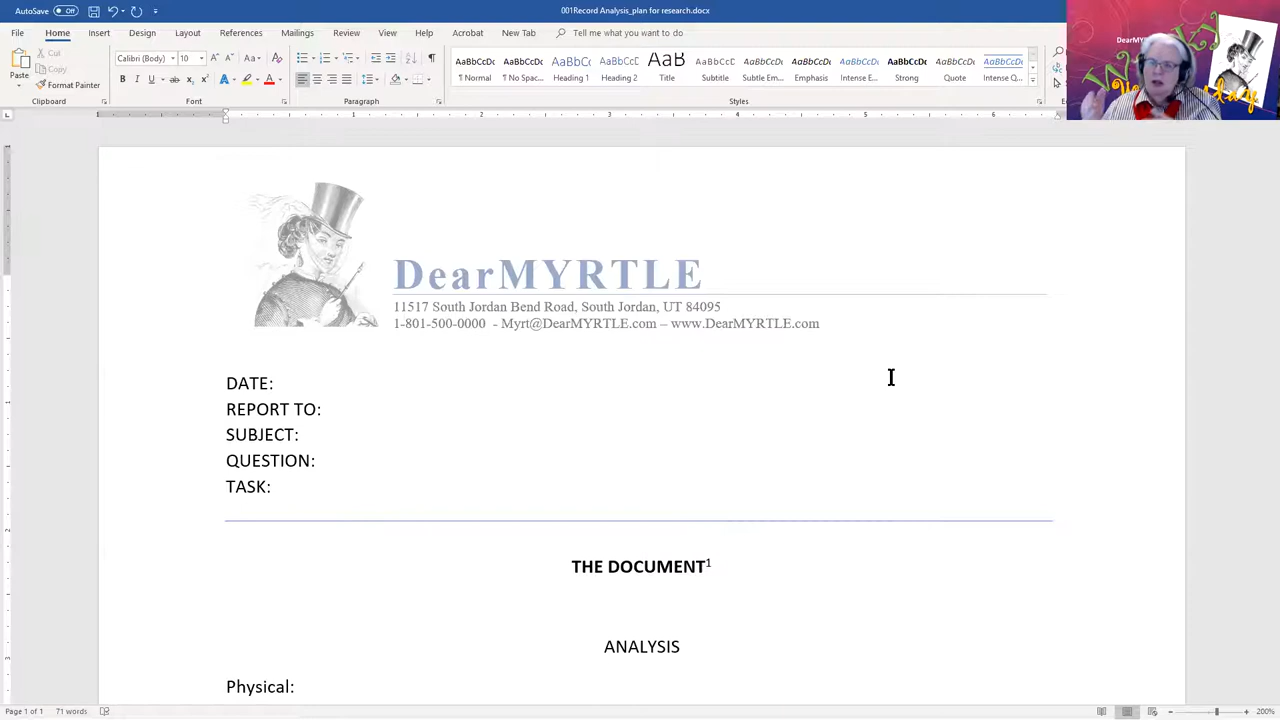 AutoSave Off
001Record Analysis_plan for research.docx
File Home Insert Design Layout References Mailings Review View Help Acrobat New Tab Tell me what you want to do
Paste
Cut
Copy
Format Painter
Calibri (Body) 10
B I U
AaBbCcDc AaBbCcDc AaBbCc AaBbCcC AaB AaBbCcC AaBbCcDc AaBbCcDc AaBbCcDc AaBbCcDc AaBbCcDc AaBbCcDc
¶ Normal ¶ No Spac... Heading 1 Heading 2 Title Subtitle Subtle Em... Emphasis Intense E... Strong Quote Intense Q...
Clipboard Font Paragraph Styles
DearMYRTLE
11517 South Jordan Bend Road, South Jordan, UT 84095
1-801-500-0000 - Myrt@DearMYRTLE.com – www.DearMYRTLE.com
DATE:
REPORT TO:
SUBJECT:
QUESTION:
TASK:
THE DOCUMENT¹
ANALYSIS
Physical:
Page 1 of 1 71 words
200%